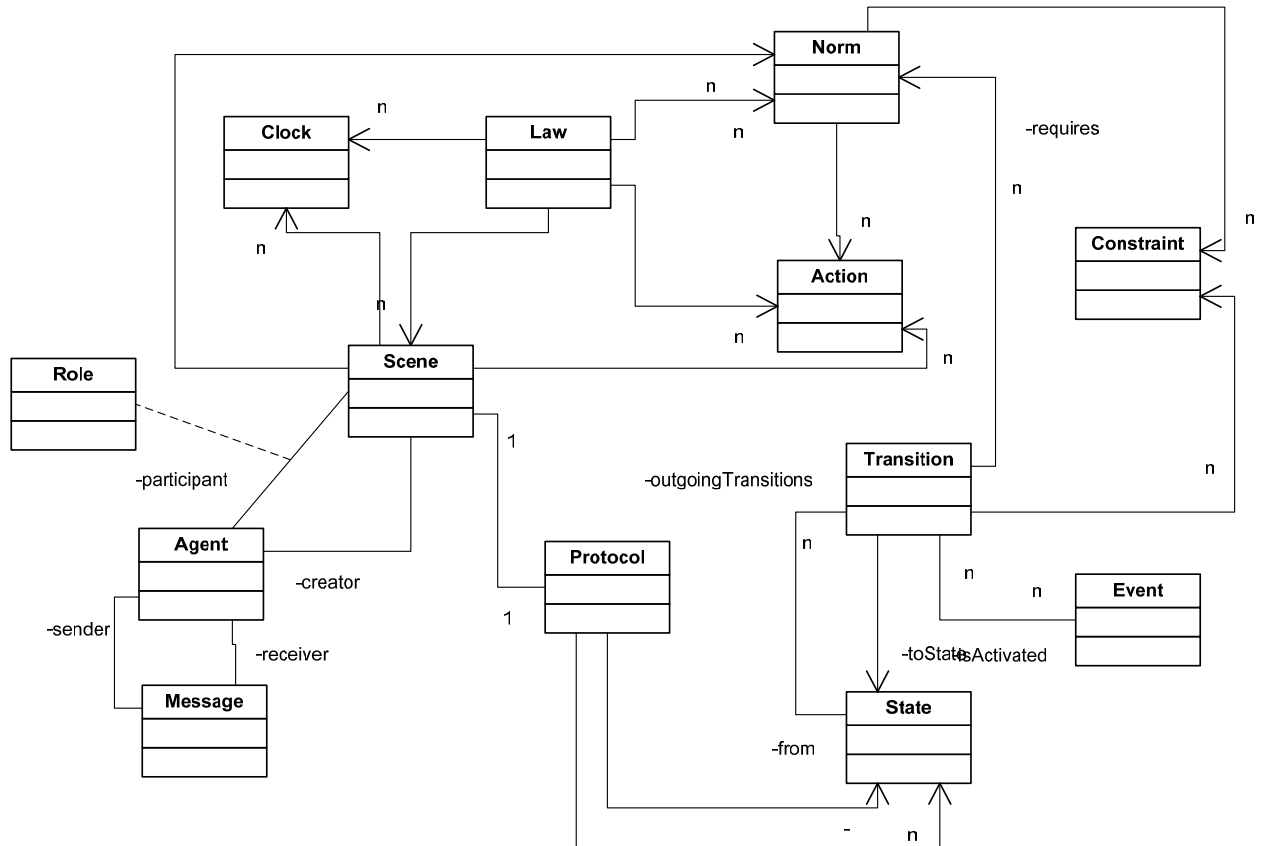 Norm
n
n
Clock
Law
n
-requires
n
n
n
n
Constraint
Action
n
n
n
Scene
n
Role
1
Transition
n
-participant
-outgoingTransitions
Agent
n
Protocol
n
Event
-creator
n
1
-sender
-receiver
-toState
-isActivated
Message
State
-from
-
n